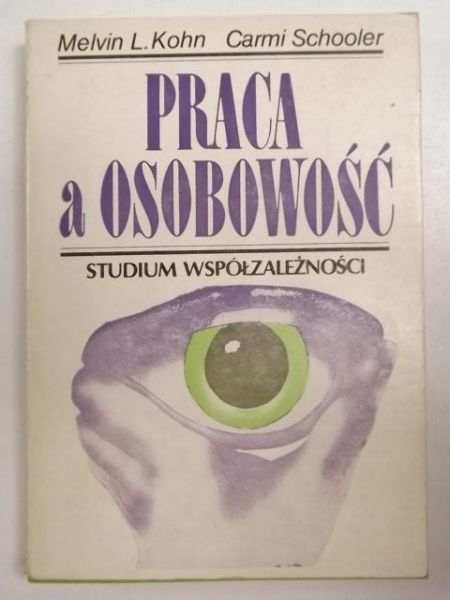 Melvin L. Kohn Carmi Schooler
PRACA
a OSOBOWOŚĆ
STUDIUM WSPÓŁZALEŻNOŚCI